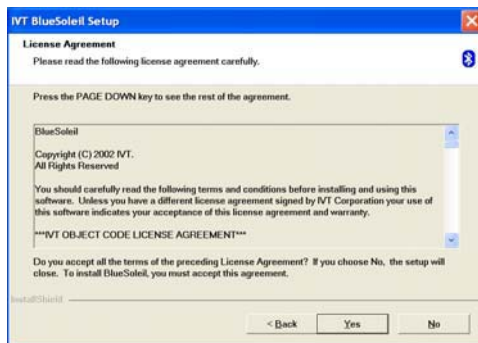 IVT BlueSoleil Setup
License Agreement
Please read the following license agreement carefully.
Press the PAGE DOWN key to see the rest of the agreement.
BlueSoleil
Copyright (C) 2002 IVT.
All Rights Reserved
You should carefully read the following terms and conditions before installing and using this
software. Unless you have a different license agreement signed by IVT Corporation your use of
this software indicates your acceptance of this license agreement and warranty.
***IVT OBJECT CODE LICENSE AGREEMENT***
Do you accept all the terms of the preceding License Agreement? If you choose No, the setup will
close. To install BlueSoleil, you must accept this agreement.
InstallShield
< Back Yes No